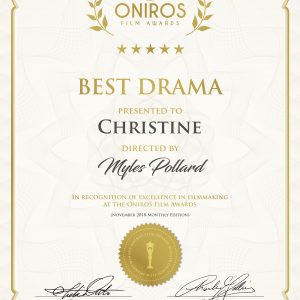 ONIROS
FILM AWARDS
BEST DRAMA
PRESENTED TO
CHRISTINE
DIRECTED BY
Myles Pollard
IN RECOGNITION OF EXCELLENCE IN FILMMAKING
AT THE ONIROS FILM AWARDS
(NOVEMBER 2018 MONTHLY EDITION)